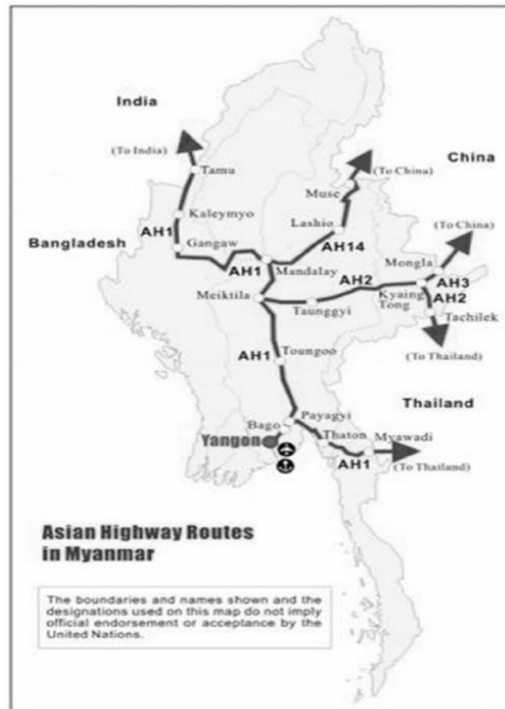 India
(To India)
Tamu
China
(To China)
Muse
Kaleymyo
Lashio
(To China)
AH1
Bangladesh
Gangaw
AH14
AH1
Mandalay
Mongla
AH2
AH3
Meiktila
Kyaing
Tong
AH2
Taunggyi
Tachilek
AH1
Toungoo
(To Thailand)
Thailand
Bago
Payagyi
Yangon
Thaton
Myawadi
AH1
(To Thailand)
Asian Highway Routes
in Myanmar
The boundaries and names shown and the
designations used on this map do not imply
official endorsement or acceptance by the
United Nations.